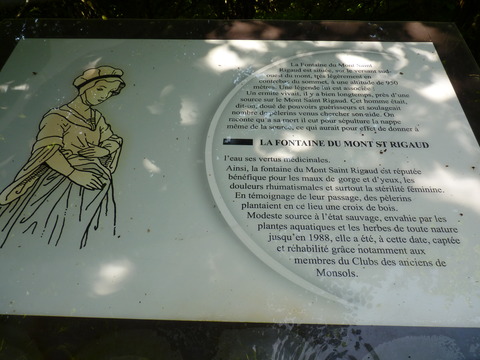 La Fontaine du Mont Saint
Rigaud est située, sur le versant sud
ouest du mont, très légèrement en
contrebas du sommet, à une altitude de 950
mètres. Une légende lui est associée :
Un ermite vivait, il y a bien longtemps, près d'une
source sur le Mont Saint Rigaud. Cet homme était,
dit-on, doué de pouvoirs guérisseurs et soulageait
Nombre de pèlerins venus chercher son aide. On
raconte qu'à sa mort il eut pour sépulture la nappe
même de la source, ce qui aurait pour effet de donner à
LA FONTAINE DU MONT ST RIGAUD
l'eau ses vertus médicinales.
Ainsi, la fontaine du Mont Saint Rigaud est réputée
bénéfique pour les maux de gorge et d'yeux, les
douleurs rhumatismales et surtout la stérilité féminine.
En témoignage de leur passage, des pèlerins
plantaient en ce lieu une croix de bois.
Modeste source à l'état sauvage, envahie par les
plantes aquatiques et les herbes de toute nature
jusqu'en 1988, elle a été, à cette date, captée
et réhabilité grâce notamment aux
membres du Clubs des anciens de
Monsols.